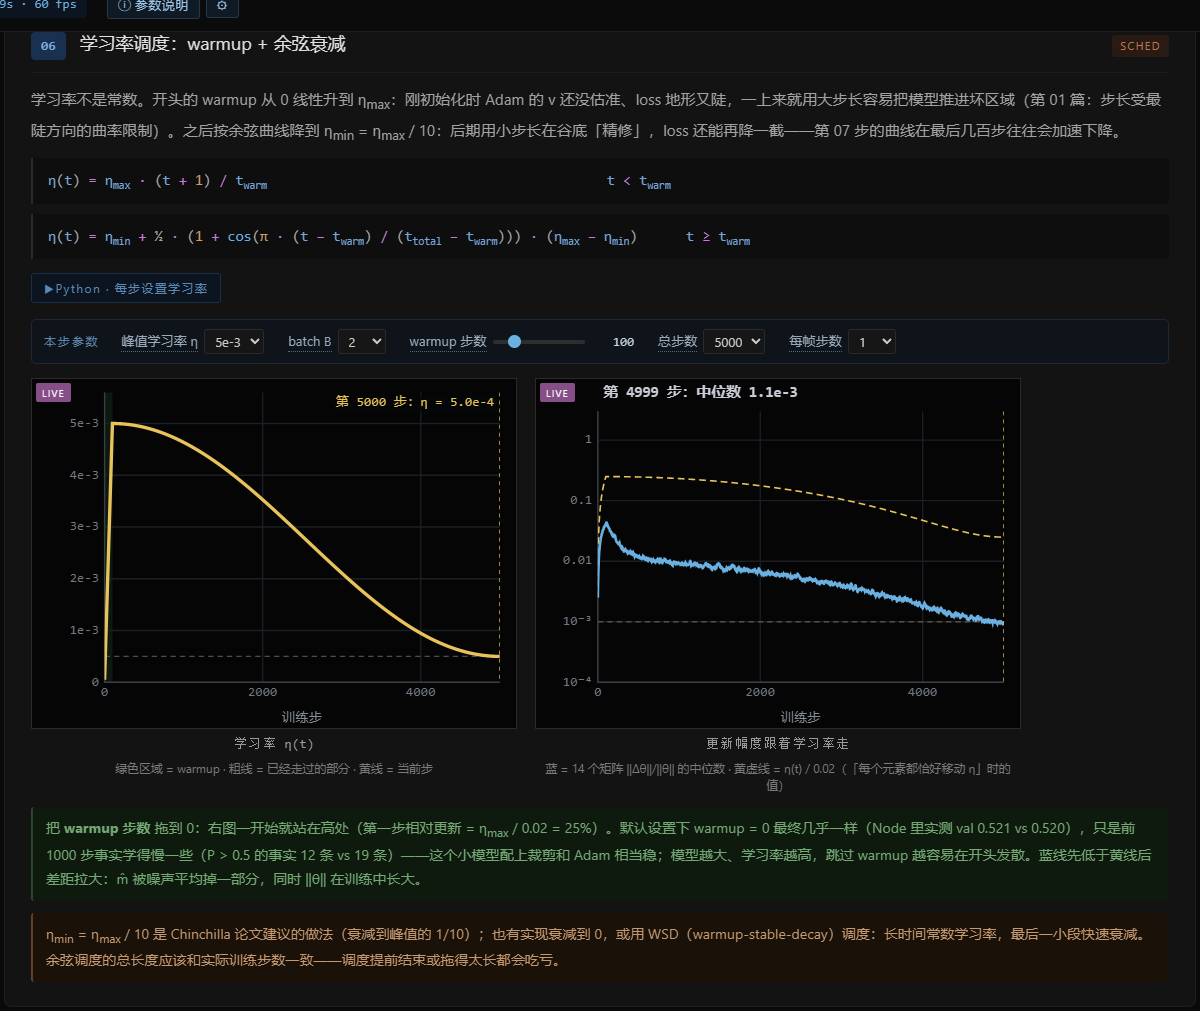 9s · 60 fps
ⓘ 参数说明
⚙
06 学习率调度：warmup + 余弦衰减 SCHED
学习率不是常数。开头的 warmup 从 0 线性升到 ηmax：刚初始化时 Adam 的 v 还没估准、loss 地形又陡，一上来就用大步长容易把模型推进坏区域（第 01 篇：步长受最
陡方向的曲率限制）。之后按余弦曲线降到 ηmin = ηmax / 10：后期用小步长在谷底「精修」，loss 还能再降一截——第 07 步的曲线在最后几百步往往会加速下降。
η(t) = ηmax · (t + 1) / twarm t < twarm
η(t) = ηmin + ½ · (1 + cos(π · (t − twarm) / (ttotal − twarm))) · (ηmax − ηmin) t ≥ twarm
▶Python · 每步设置学习率
本步参数 峰值学习率 η 5e-3 batch B 2 warmup 步数 100 总步数 5000 每帧步数 1
LIVE
第 5000 步：η = 5.0e-4
5e-3
4e-3
3e-3
2e-3
1e-3
0
0 2000 4000
训练步
学习率 η(t)
绿色区域 = warmup · 粗线 = 已经走过的部分 · 黄线 = 当前步
LIVE
第 4999 步：中位数 1.1e-3
1
0.1
0.01
10⁻³
10⁻⁴
0 2000 4000
训练步
更新幅度跟着学习率走
蓝 = 14 个矩阵 ||Δθ||/||θ|| 的中位数 · 黄虚线 = η(t) / 0.02（「每个元素都恰好移动 η」时的
值）
把 warmup 步数 拖到 0：右图一开始就站在高处（第一步相对更新 = ηmax / 0.02 = 25%）。默认设置下 warmup = 0 最终几乎一样（Node 里实测 val 0.521 vs 0.520），只是前
1000 步事实学得慢一些（P > 0.5 的事实 12 条 vs 19 条）——这个小模型配上裁剪和 Adam 相当稳；模型越大、学习率越高，跳过 warmup 越容易在开头发散。蓝线先低于黄线后
差距拉大：m̂ 被噪声平均掉一部分，同时 ||θ|| 在训练中长大。
ηmin = ηmax / 10 是 Chinchilla 论文建议的做法（衰减到峰值的 1/10）；也有实现衰减到 0，或用 WSD（warmup-stable-decay）调度：长时间常数学习率，最后一小段快速衰减。
余弦调度的总长度应该和实际训练步数一致——调度提前结束或拖得太长都会吃亏。